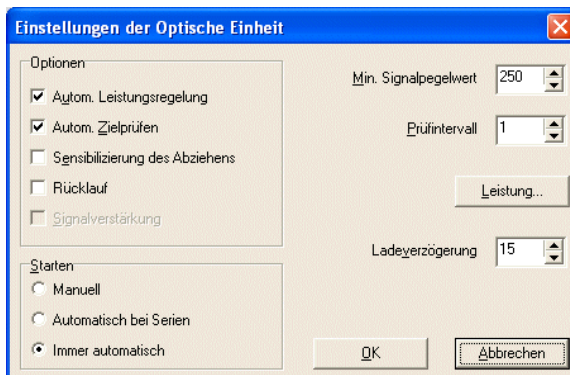 Einstellungen der Optische Einheit
Optionen
Autom. Leistungsregelung
Autom. Zielprüfen
Sensibilizierung des Abziehens
Rücklauf
Signalverstärkung
Min. Signalpegelwert 250
Prüfintervall 1
Leistung...
Ladeverzögerung 15
Starten
Manuell
Automatisch bei Serien
Immer automatisch
OK Abbrechen